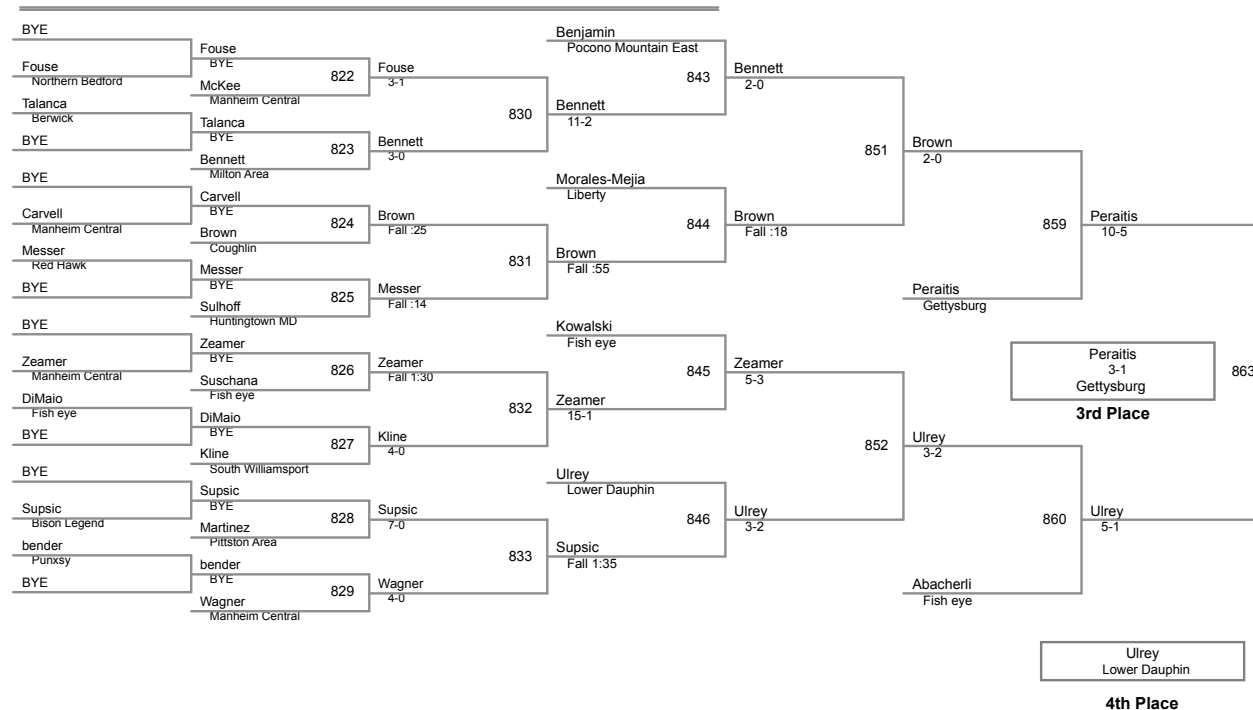 BYE
Fouse
Northern Bedford
Talanca
Berwick
BYE
BYE
Carvell
Manheim Central
Messer
Red Hawk
BYE
BYE
Zeamer
Manheim Central
DiMaio
Fish eye
BYE
BYE
Supsic
Bison Legend
bender
Punxsy
BYE
Fouse
BYE
822
McKee
Manheim Central
Talanca
BYE
823
Bennett
Milton Area
Carvell
BYE
824
Brown
Coughlin
Messer
BYE
825
Sulhoff
Huntingtown MD
Zeamer
BYE
826
Suschana
Fish eye
DiMaio
BYE
827
Kline
South Williamsport
Supsic
BYE
828
Martinez
Pittston Area
bender
BYE
829
Wagner
Manheim Central
Fouse
3-1
830
Bennett
3-0
Brown
Fall :25
831
Messer
Fall :14
Zeamer
Fall 1:30
832
Kline
4-0
Supsic
7-0
833
Wagner
4-0
Benjamin
Pocono Mountain East
843
Bennett
11-2
Morales-Mejia
Liberty
844
Brown
Fall :55
Kowalski
Fish eye
845
Zeamer
15-1
Ulrey
Lower Dauphin
846
Supsic
Fall 1:35
Bennett
2-0
851
Brown
Fall :18
Zeamer
5-3
852
Ulrey
3-2
Brown
2-0
859
Peraitis
Gettysburg
Ulrey
3-2
860
Abacherli
Fish eye
Peraitis
10-5
Peraitis
3-1
Gettysburg
863
3rd Place
Ulrey
5-1
Ulrey
Lower Dauphin
4th Place